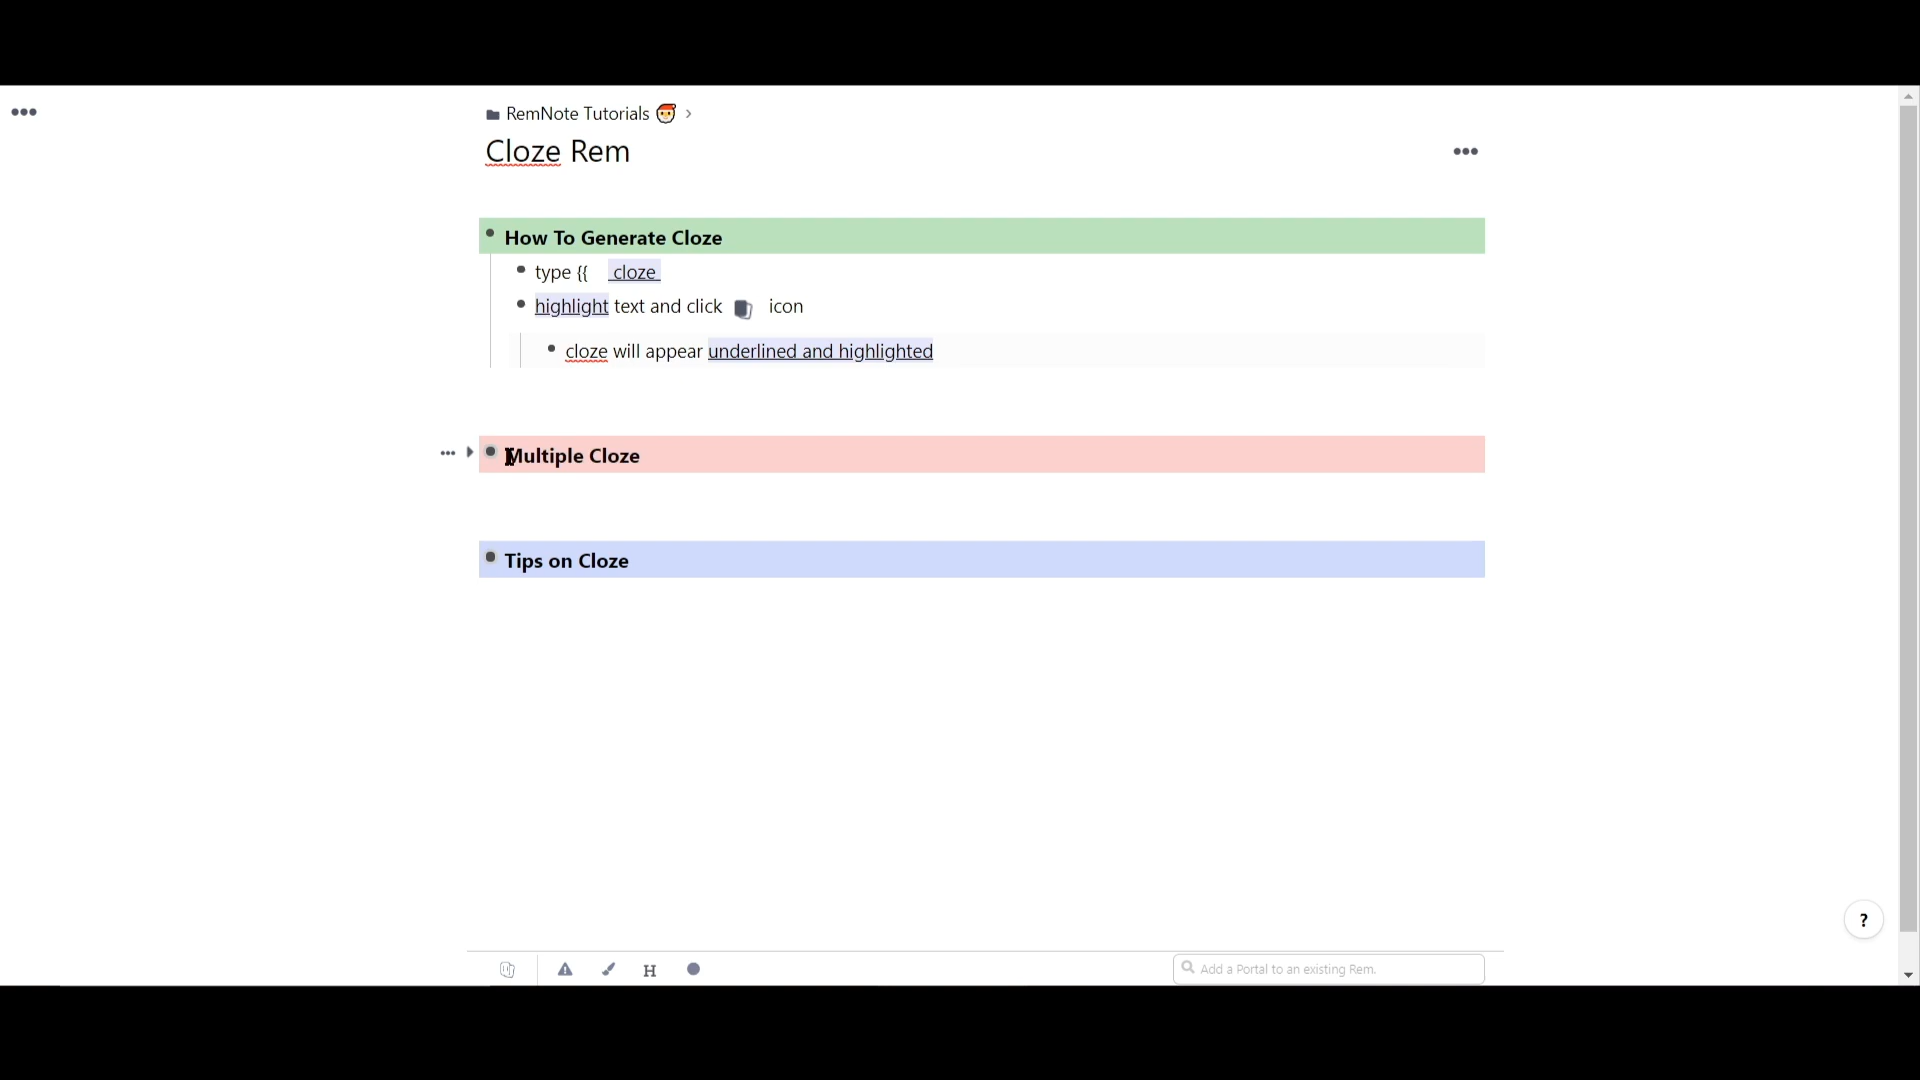 RemNote Tutorials
Cloze Rem
How To Generate Cloze
type {{ cloze
highlight text and click icon
cloze will appear underlined and highlighted
Multiple Cloze
Tips on Cloze
?
H
Add a Portal to an existing Rem.